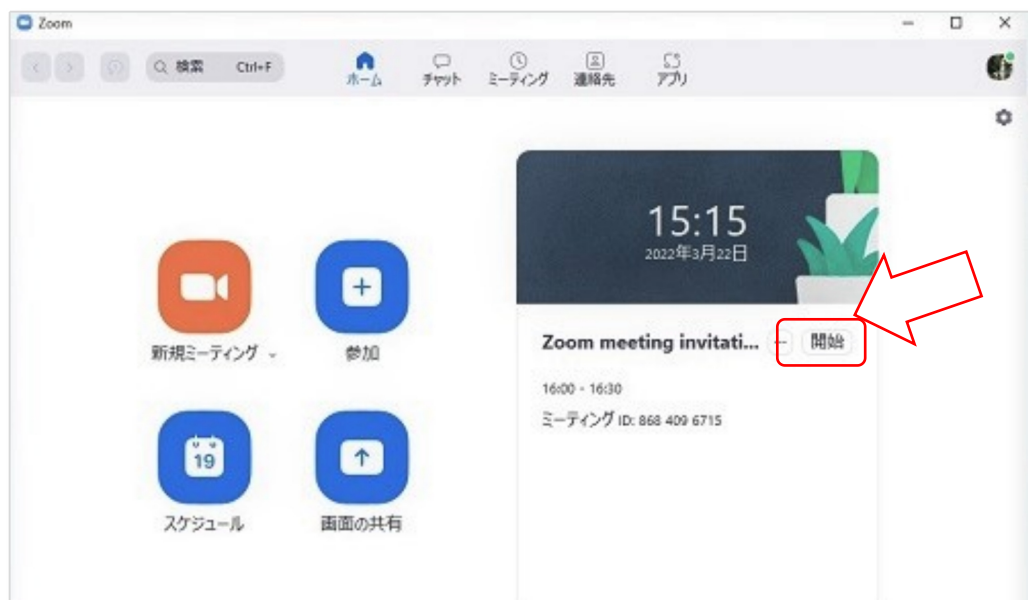 Zoom
検索 Ctrl+F
ホーム
チャット
ミーティング
連絡先
アプリ
15:15
2022年3月22日
新規ミーティング
参加
Zoom meeting invitati... 開始
16:00 - 16:30
ミーティング ID: 868 409 6715
19
スケジュール
画面の共有